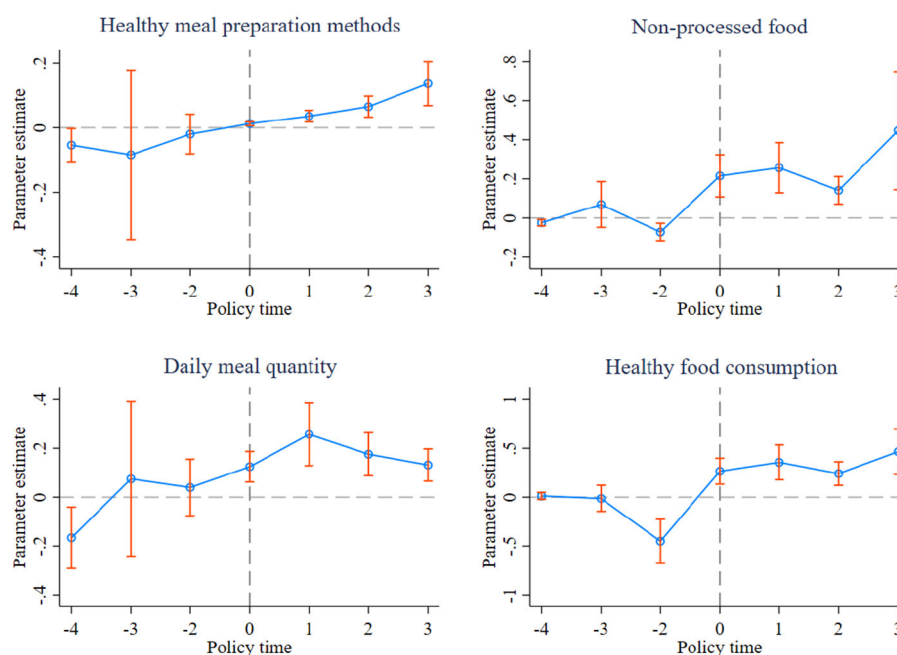 Healthy meal preparation methods
Parameter estimate
.2
0
-.2
-.4
-4 -3 -2 0 1 2 3
Policy time
Non-processed food
Parameter estimate
.8
.6
.4
.2
0
-.2
-4 -3 -2 0 1 2 3
Policy time
Daily meal quantity
Parameter estimate
.4
.2
0
-.2
-.4
-4 -3 -2 0 1 2 3
Policy time
Healthy food consumption
Parameter estimate
1
.5
0
-.5
-1
-4 -3 -2 0 1 2 3
Policy time